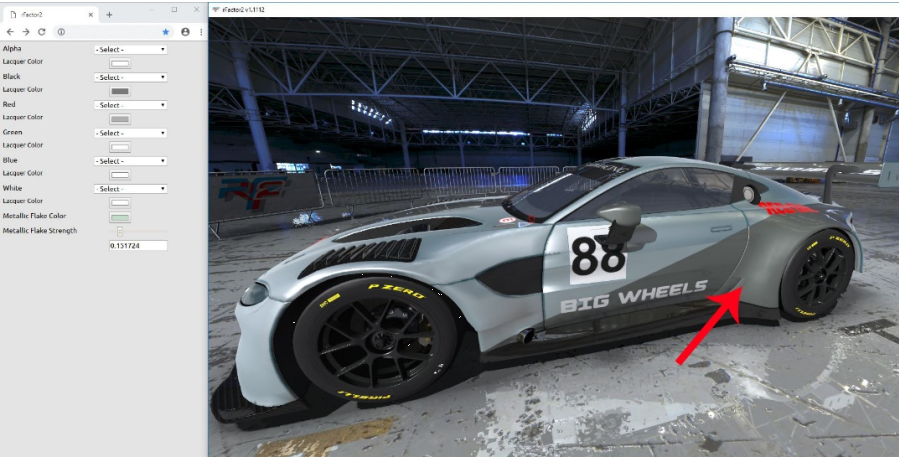 rFactor2
rFactor2 v1.1112
Alpha
- Select -
Lacquer Color
Black
- Select -
Lacquer Color
Red
- Select -
Lacquer Color
Green
- Select -
Lacquer Color
Blue
- Select -
Lacquer Color
White
- Select -
Lacquer Color
Metallic Flake Color
Metallic Flake Strength
0.151724
88
BIG WHEELS
P ZERO
PIRELLI
P ZERO
PIRELLI